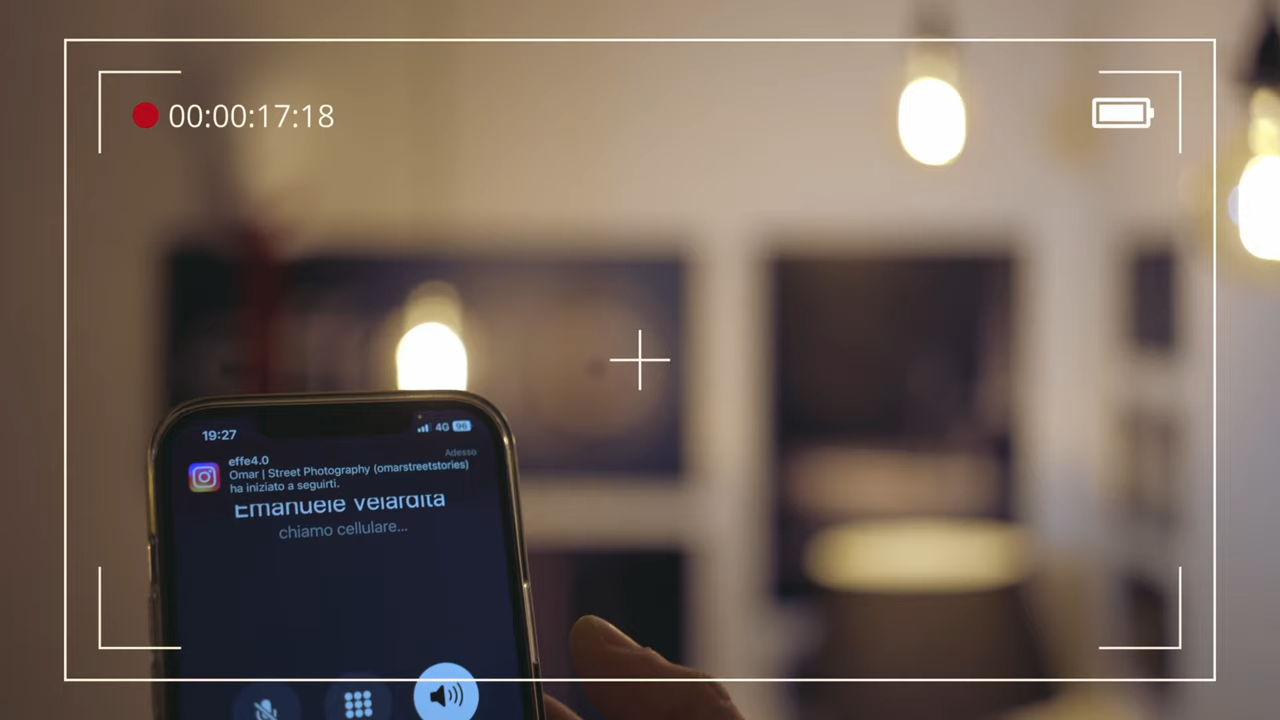 00:00:17:18
19:27
4G 96
effe4.0
Adesso
Omar | Street Photography (omarstreetstories)
ha iniziato a seguirti.
Emanuele Velardita
chiamo cellulare...